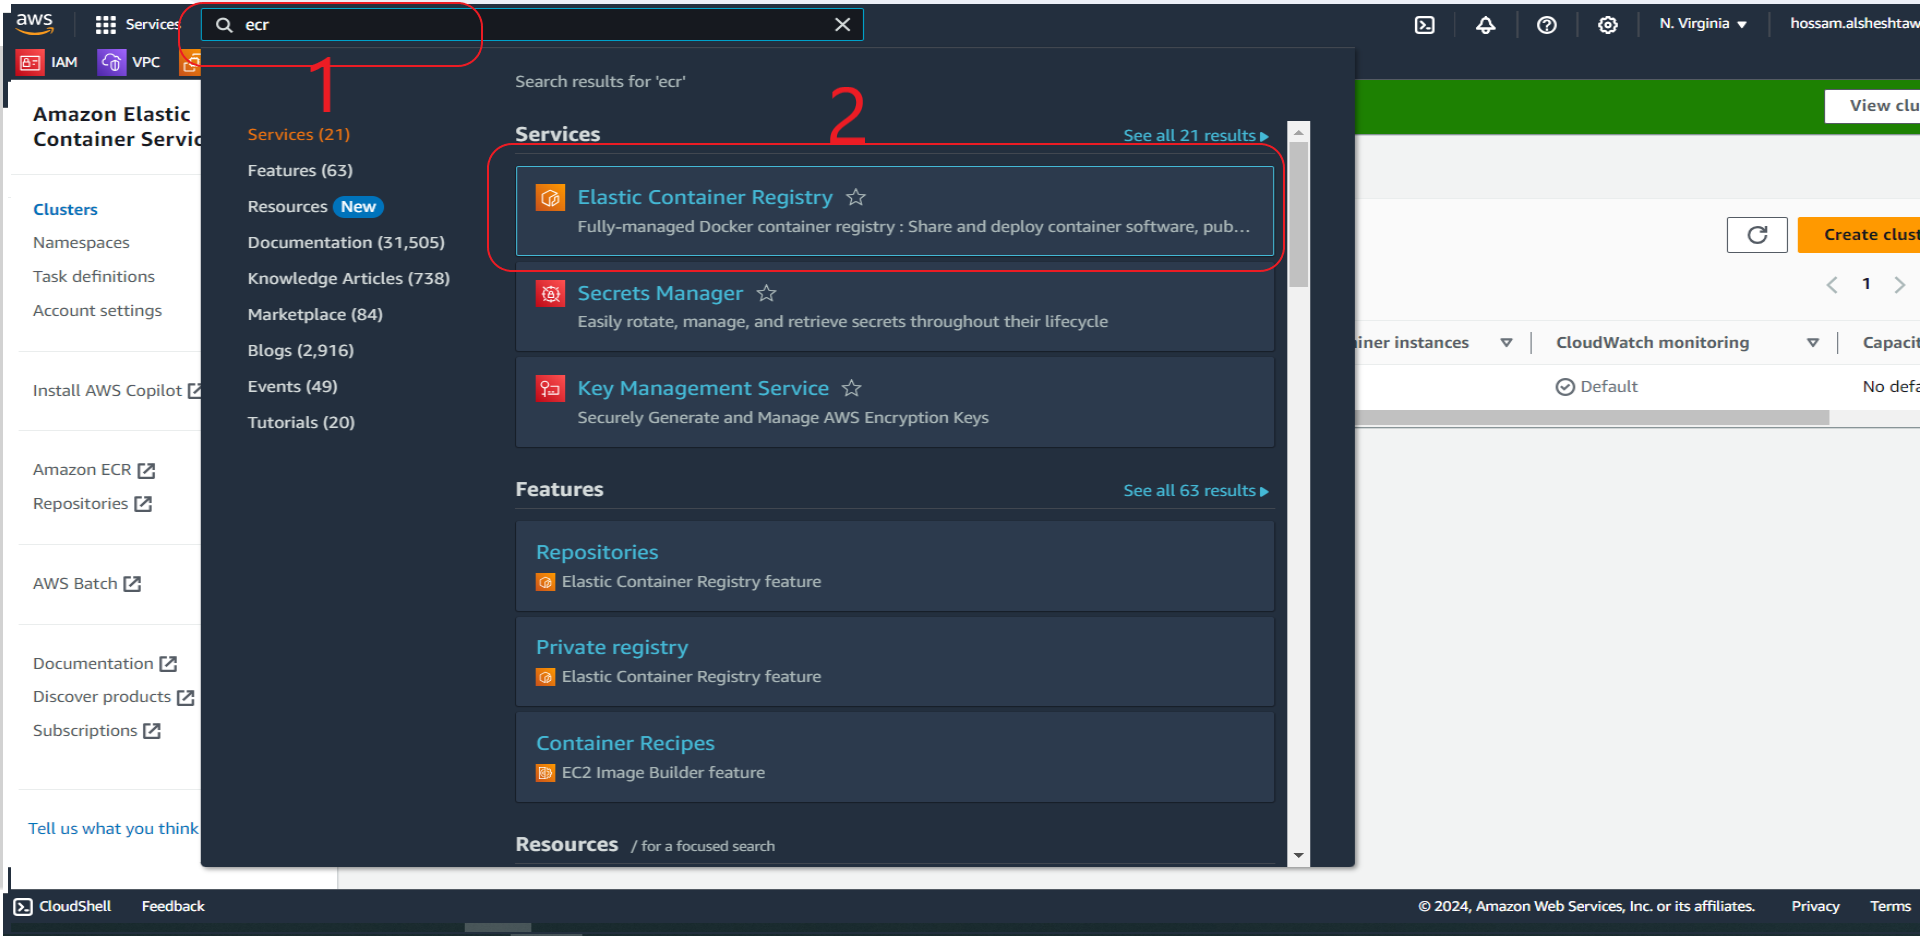 aws
Services
ecr
N. Virginia
hossam.alsheshtaw
IAM
VPC
1
2
Search results for 'ecr'
Services (21)
Features (63)
Resources New
Documentation (31,505)
Knowledge Articles (738)
Marketplace (84)
Blogs (2,916)
Events (49)
Tutorials (20)
Services
See all 21 results
Elastic Container Registry
Fully-managed Docker container registry : Share and deploy container software, pub...
Secrets Manager
Easily rotate, manage, and retrieve secrets throughout their lifecycle
Key Management Service
Securely Generate and Manage AWS Encryption Keys
Features
See all 63 results
Repositories
Elastic Container Registry feature
Private registry
Elastic Container Registry feature
Container Recipes
EC2 Image Builder feature
Resources / for a focused search
Amazon Elastic
Container Servic
Clusters
Namespaces
Task definitions
Account settings
Install AWS Copilot
Amazon ECR
Repositories
AWS Batch
Documentation
Discover products
Subscriptions
Tell us what you think
View clu
Create clust
1
iner instances
CloudWatch monitoring
Capacit
Default
No defa
CloudShell
Feedback
© 2024, Amazon Web Services, Inc. or its affiliates.
Privacy
Terms